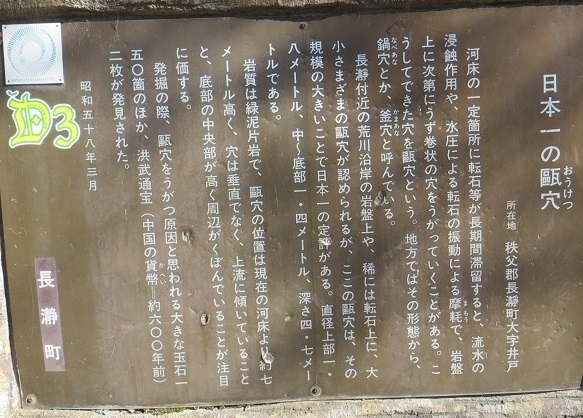 日本一の甌穴
おうけつ
所在地 秩父郡長瀞町大字井戸
河床の一定箇所に転石等が長期間滞留すると、流水の
浸蝕作用や、水圧による転石の振動による摩耗で、岩盤
まもう
上に次第にうず巻状の穴をうがっていくことがある。こ
うしてできた穴を甌穴という。地方ではその形態から、
鍋穴とか、釜穴と呼んでいる。
なべあな かまあな
長瀞付近の荒川沿岸の岩盤上や、稀には転石上に、大
小さまざまの甌穴が認められるが、ここの甌穴は、その
規模の大きいことで日本一の定評がある。直径上部一・
八メートル、中〜底部一・四メートル、深さ四・七メー
トルである。
岩質は緑泥片岩で、甌穴の位置は現在の河床より約七
メートル高く、穴は垂直でなく、上流に傾いていること
と、底部の中央部が高く周辺がくぼんでいることが注目
に価する。
発掘の際、甌穴をうがつ原因と思われる大きな玉石一
五〇箇のほか、洪武通宝(中国の貨幣―約六〇〇年前)
かへい
二枚が発見された。
昭和五十八年三月
長瀞町
D3